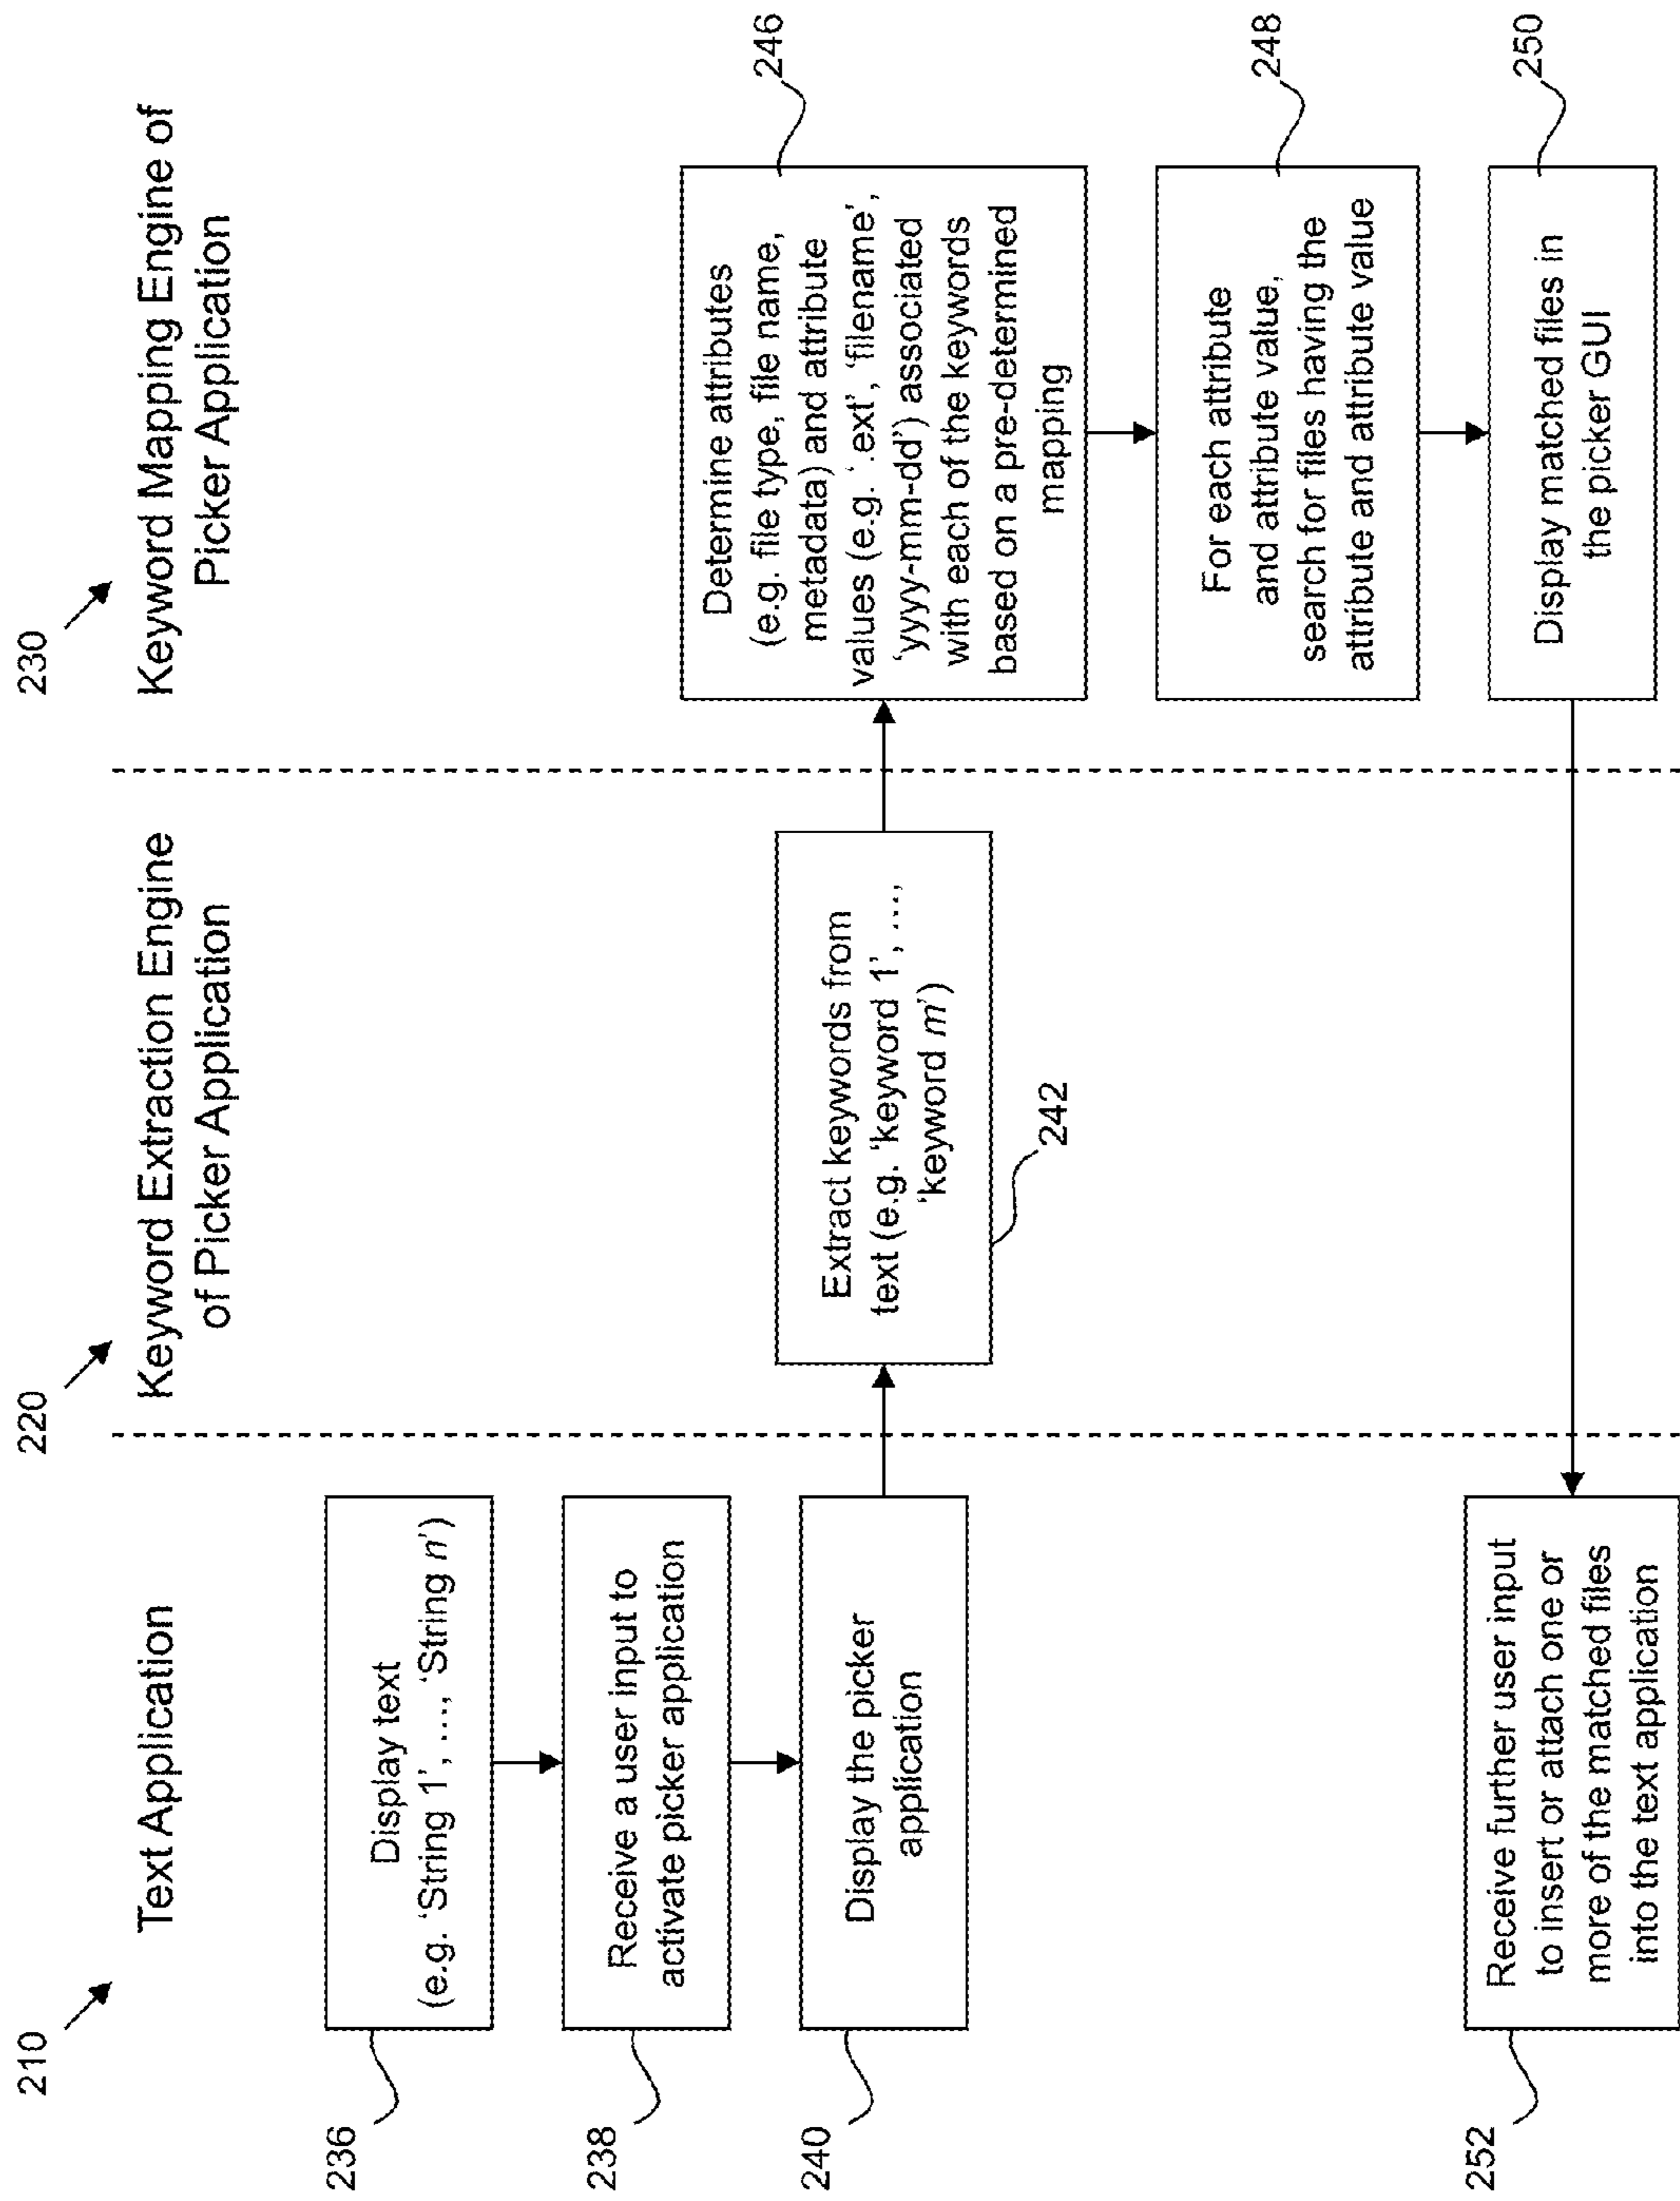 210
Text Application
220
Keyword Extraction Engine
of Picker Application
230
Keyword Mapping Engine of
Picker Application
236
Display text
(e.g. ‘String 1’, …, ‘String n’)
238
Receive a user input to
activate picker application
240
Display the picker
application
Extract keywords from
text (e.g. ‘keyword 1’, …,
‘keyword m’)
242
Determine attributes
(e.g. file type, file name,
metadata) and attribute
values (e.g. ‘.ext’, ‘filename’,
‘yyyy-mm-dd’) associated
with each of the keywords
based on a pre-determined
mapping
246
For each attribute
and attribute value,
search for files having the
attribute and attribute value
248
Display matched files in
the picker GUI
250
252
Receive further user input
to insert or attach one or
more of the matched files
into the text application